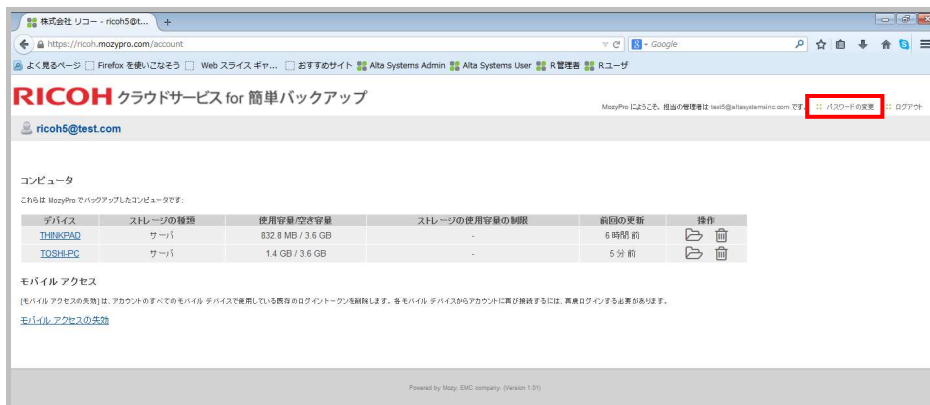 株式会社 リコー - ricoh5@t...
https://ricoh.mozypro.com/account
Google
よく見るページ Firefox を使いこなそう Web スライス ギャ... おすすめサイト Alta Systems Admin Alta Systems User R管理者 Rユーザ
RICOH クラウドサービス for 簡単バックアップ
MozyPro にようこそ。担当の管理者は test5@altasystemsinc.com です。 パスワードの変更 ログアウト
ricoh5@test.com
コンピュータ
これらは MozyPro でバックアップしたコンピュータです:
デバイス ストレージの種類 使用容量/空き容量 ストレージの使用容量の制限 前回の更新 操作
THINKPAD サーバ 832.8 MB / 3.6 GB - 6 時間 前
TOSHI-PC サーバ 1.4 GB / 3.6 GB - 5 分 前
モバイル アクセス
[モバイル アクセスの失効] は、アカウントのすべてのモバイル デバイスで使用している既存のログイントークンを削除します。各モバイル デバイスからアカウントに再び接続するには、再度ログインする必要があります。
モバイル アクセスの失効
Powered by Mozy. EMC company. (Version 1.51)